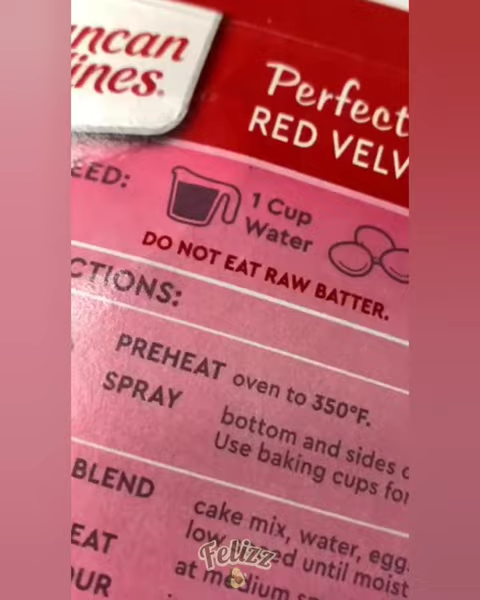 uncan
ines.
Perfect
RED VELV
EED:
1 Cup
Water
DO NOT EAT RAW BATTER.
CTIONS:
PREHEAT oven to 350°F.
SPRAY bottom and sides
Use baking cups for
BLEND cake mix, water, egg
low until moist
EAT at medium
OUR
Felizz